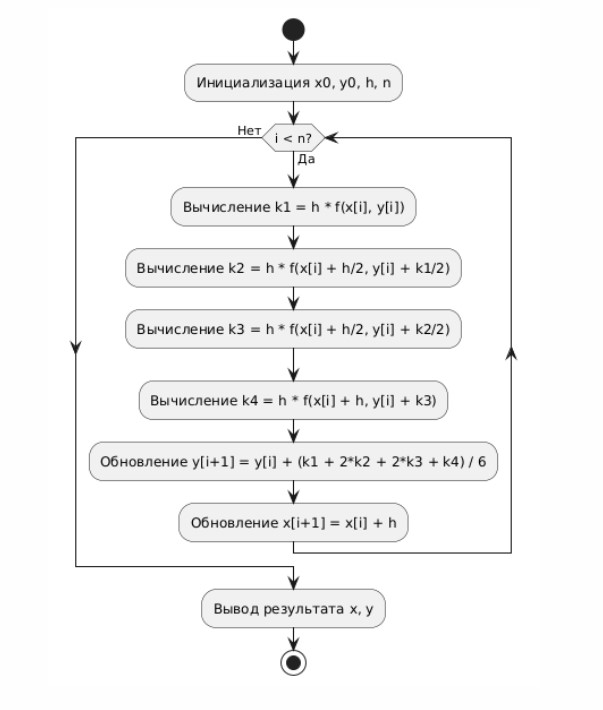 Инициализация x0, y0, h, n
Нет
i < n?
Да
Вычисление k1 = h * f(x[i], y[i])
Вычисление k2 = h * f(x[i] + h/2, y[i] + k1/2)
Вычисление k3 = h * f(x[i] + h/2, y[i] + k2/2)
Вычисление k4 = h * f(x[i] + h, y[i] + k3)
Обновление y[i+1] = y[i] + (k1 + 2*k2 + 2*k3 + k4) / 6
Обновление x[i+1] = x[i] + h
Вывод результата x, y